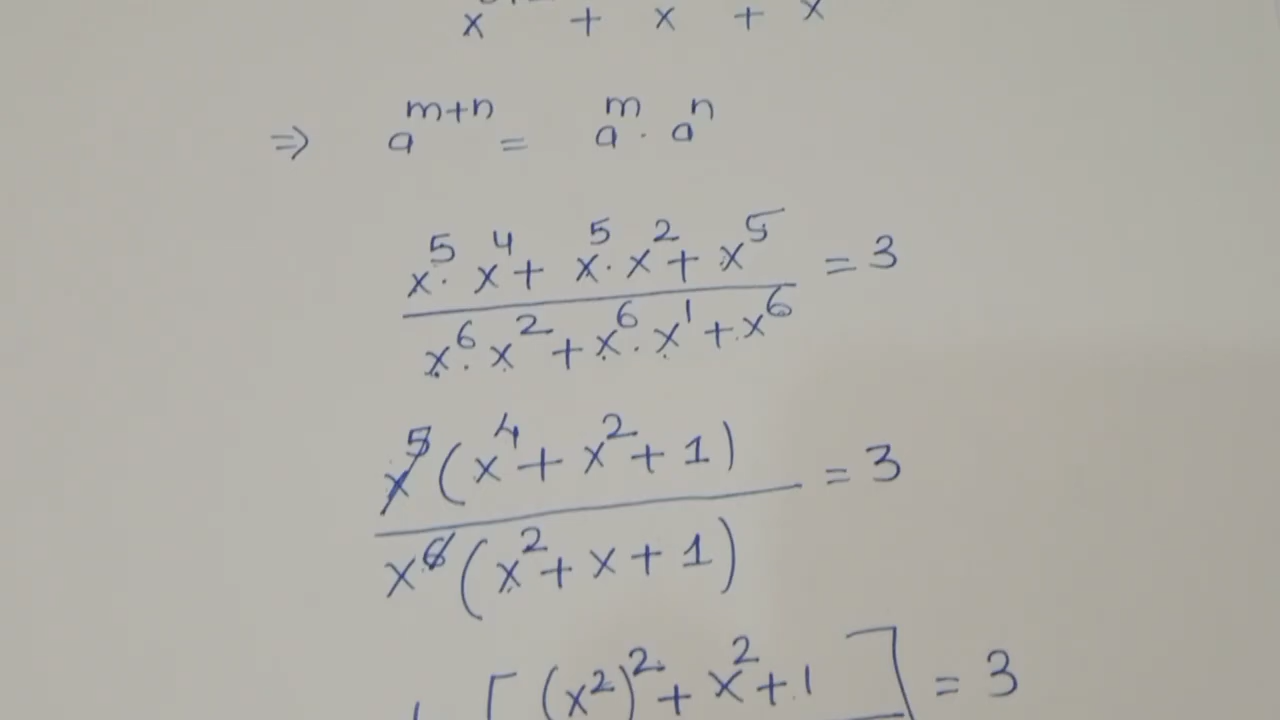 x + x + x
⇒ a^(m+n) = a^m · a^n
x^5 · x^4 + x^5 · x^2 + x^5 = 3
x^6 · x^2 + x^6 · x^1 + x^6
x^5 (x^4 + x^2 + 1) = 3
x^6 (x^2 + x + 1)
[(x^2)^2 + x^2 + 1] = 3